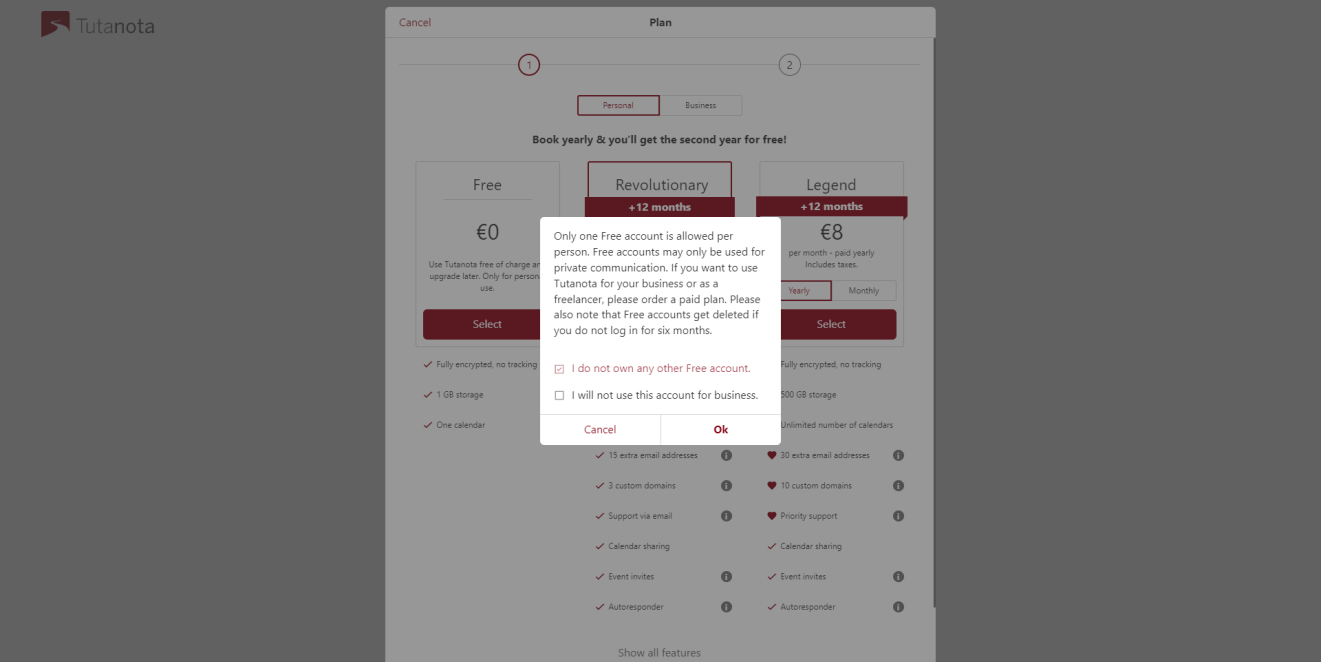 Tutanota
Cancel
Plan
1
2
Personal
Business
Book yearly & you'll get the second year for free!
Free
€0
Use Tutanota free of charge an
upgrade later. Only for person
use.
Select
Fully encrypted, no tracking
1 GB storage
One calendar
Revolutionary
+12 months
Legend
+12 months
€8
per month - paid yearly
Includes taxes.
Yearly
Monthly
Select
Fully encrypted, no tracking
500 GB storage
Unlimited number of calendars
Only one Free account is allowed per
person. Free accounts may only be used for
private communication. If you want to use
Tutanota for your business or as a
freelancer, please order a paid plan. Please
also note that Free accounts get deleted if
you do not log in for six months.
I do not own any other Free account.
I will not use this account for business.
Cancel
Ok
15 extra email addresses
30 extra email addresses
3 custom domains
10 custom domains
Support via email
Priority support
Calendar sharing
Calendar sharing
Event invites
Event invites
Autoresponder
Autoresponder
Show all features